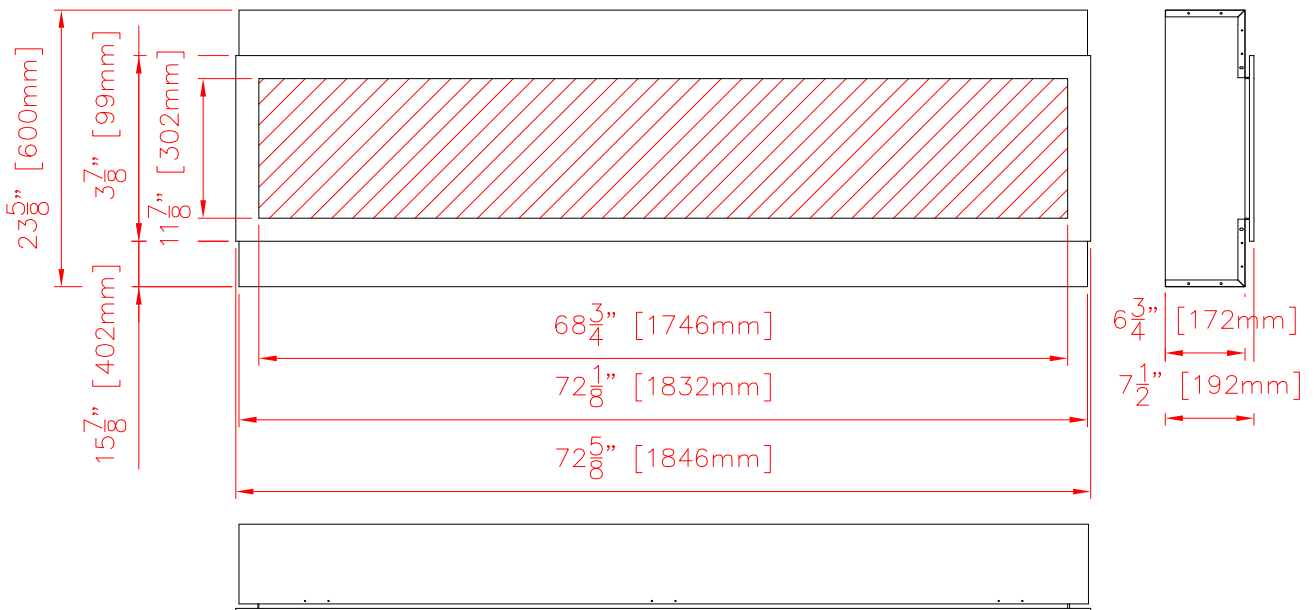 23 5/8" [600mm]
3 7/8" [99mm]
11 7/8" [302mm]
15 7/8" [402mm]
68 3/4" [1746mm]
72 1/8" [1832mm]
72 5/8" [1846mm]
6 3/4" [172mm]
7 1/2" [192mm]